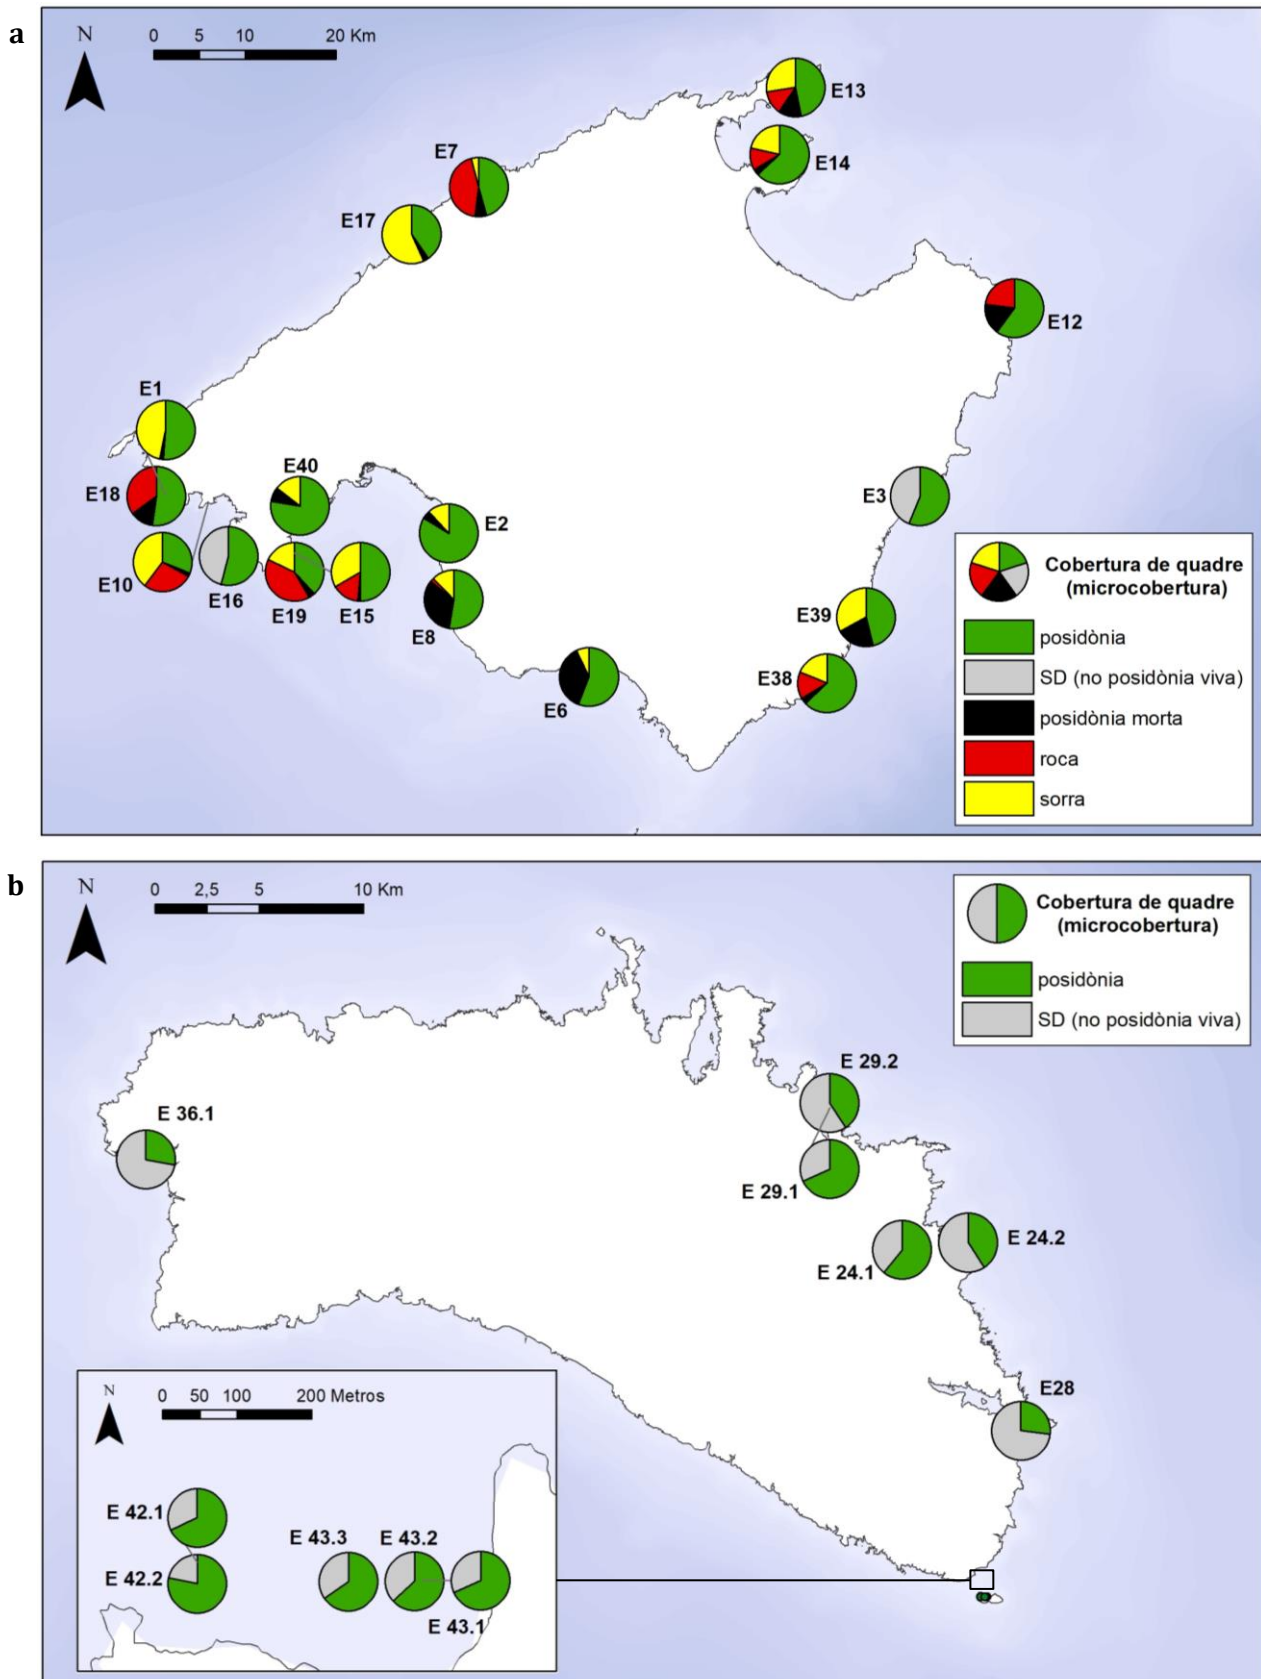 a
N
0 5 10 20 Km
E13
E14
E7
E17
E12
E1
E40
E18
E2
E3
E10
E16
E19
E15
E8
E39
E38
E6
Cobertura de quadre
(microcobertura)
posidònia
SD (no posidònia viva)
posidònia morta
roca
sorra
b
N
0 2,5 5 10 Km
Cobertura de quadre
(microcobertura)
posidònia
SD (no posidònia viva)
E 29.2
E 36.1
E 29.1
E 24.2
E 24.1
E28
N
0 50 100 200 Metros
E 42.1
E 43.3
E 43.2
E 42.2
E 43.1